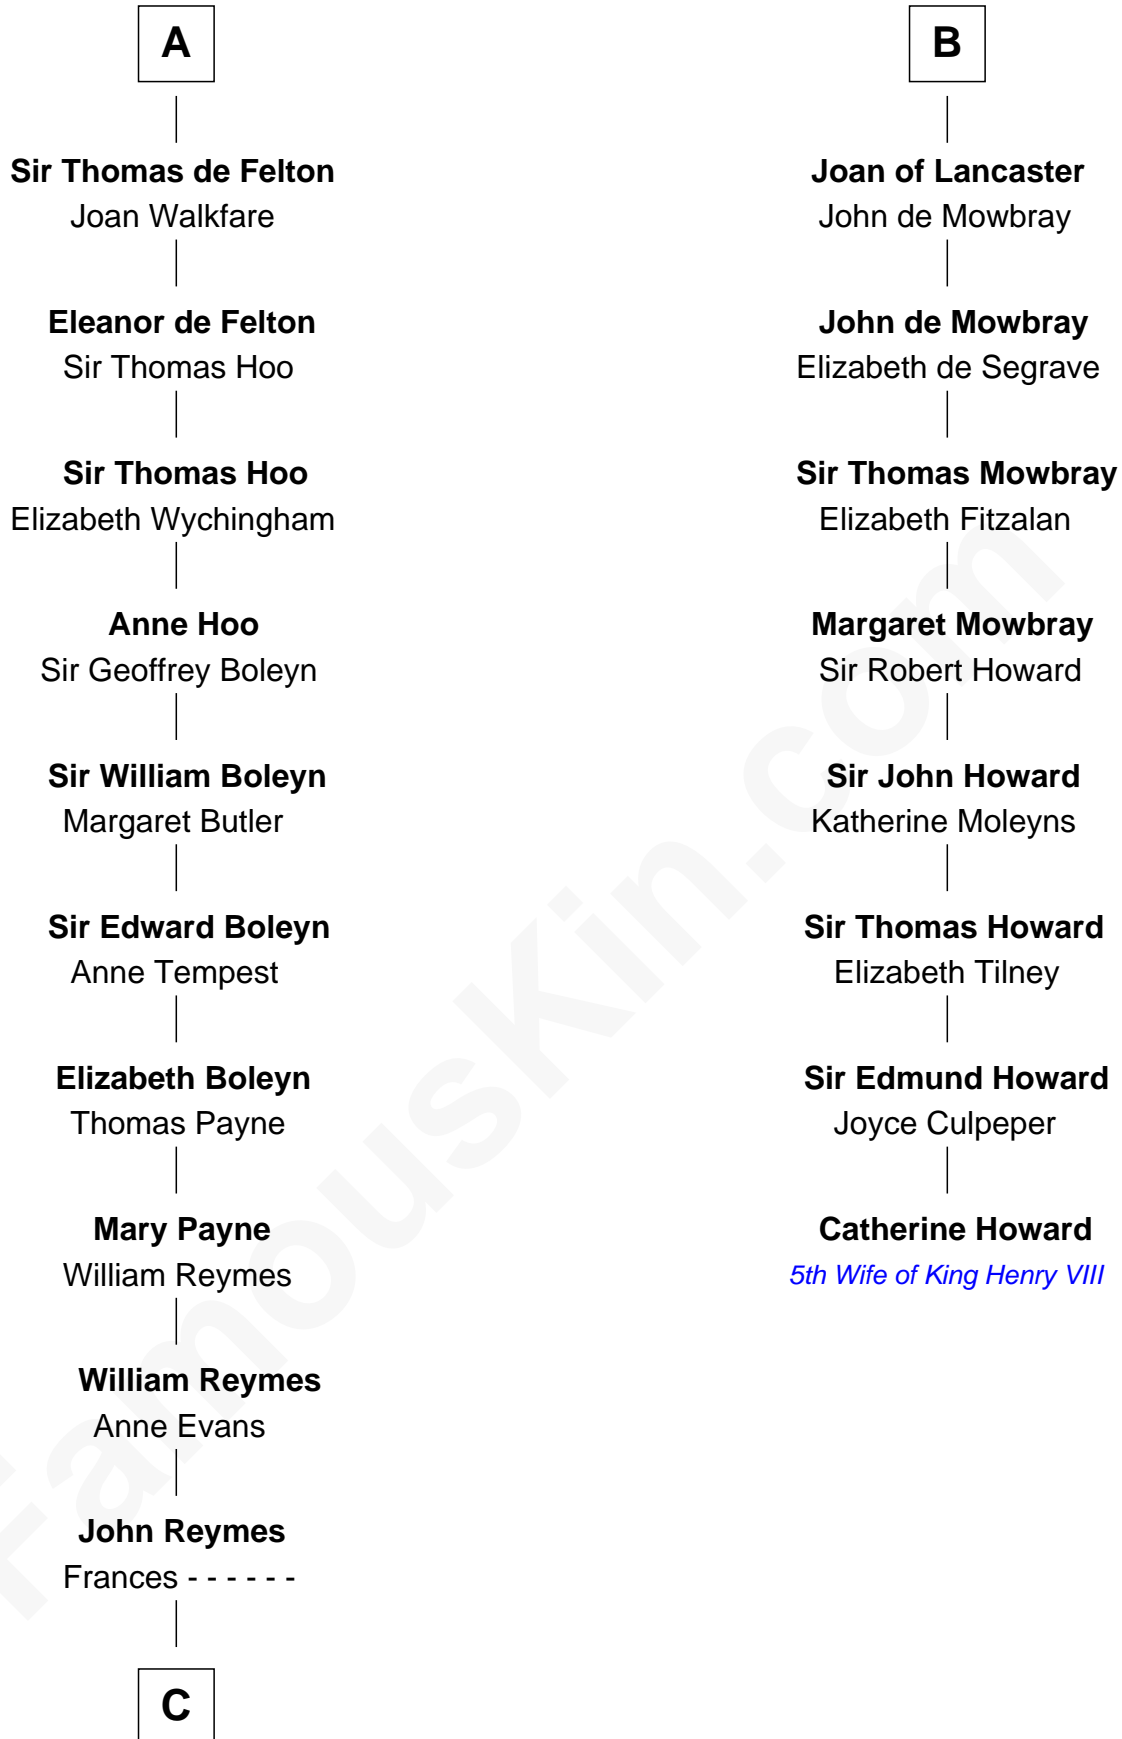 A
Sir Thomas de Felton
Joan Walkfare
Eleanor de Felton
Sir Thomas Hoo
Sir Thomas Hoo
Elizabeth Wychingham
Anne Hoo
Sir Geoffrey Boleyn
Sir William Boleyn
Margaret Butler
Sir Edward Boleyn
Anne Tempest
Elizabeth Boleyn
Thomas Payne
Mary Payne
William Reymes
William Reymes
Anne Evans
John Reymes
Frances - - - - - -
C
B
Joan of Lancaster
John de Mowbray
John de Mowbray
Elizabeth de Segrave
Sir Thomas Mowbray
Elizabeth Fitzalan
Margaret Mowbray
Sir Robert Howard
Sir John Howard
Katherine Moleyns
Sir Thomas Howard
Elizabeth Tilney
Sir Edmund Howard
Joyce Culpeper
Catherine Howard
5th Wife of King Henry VIII
FamousKin.com